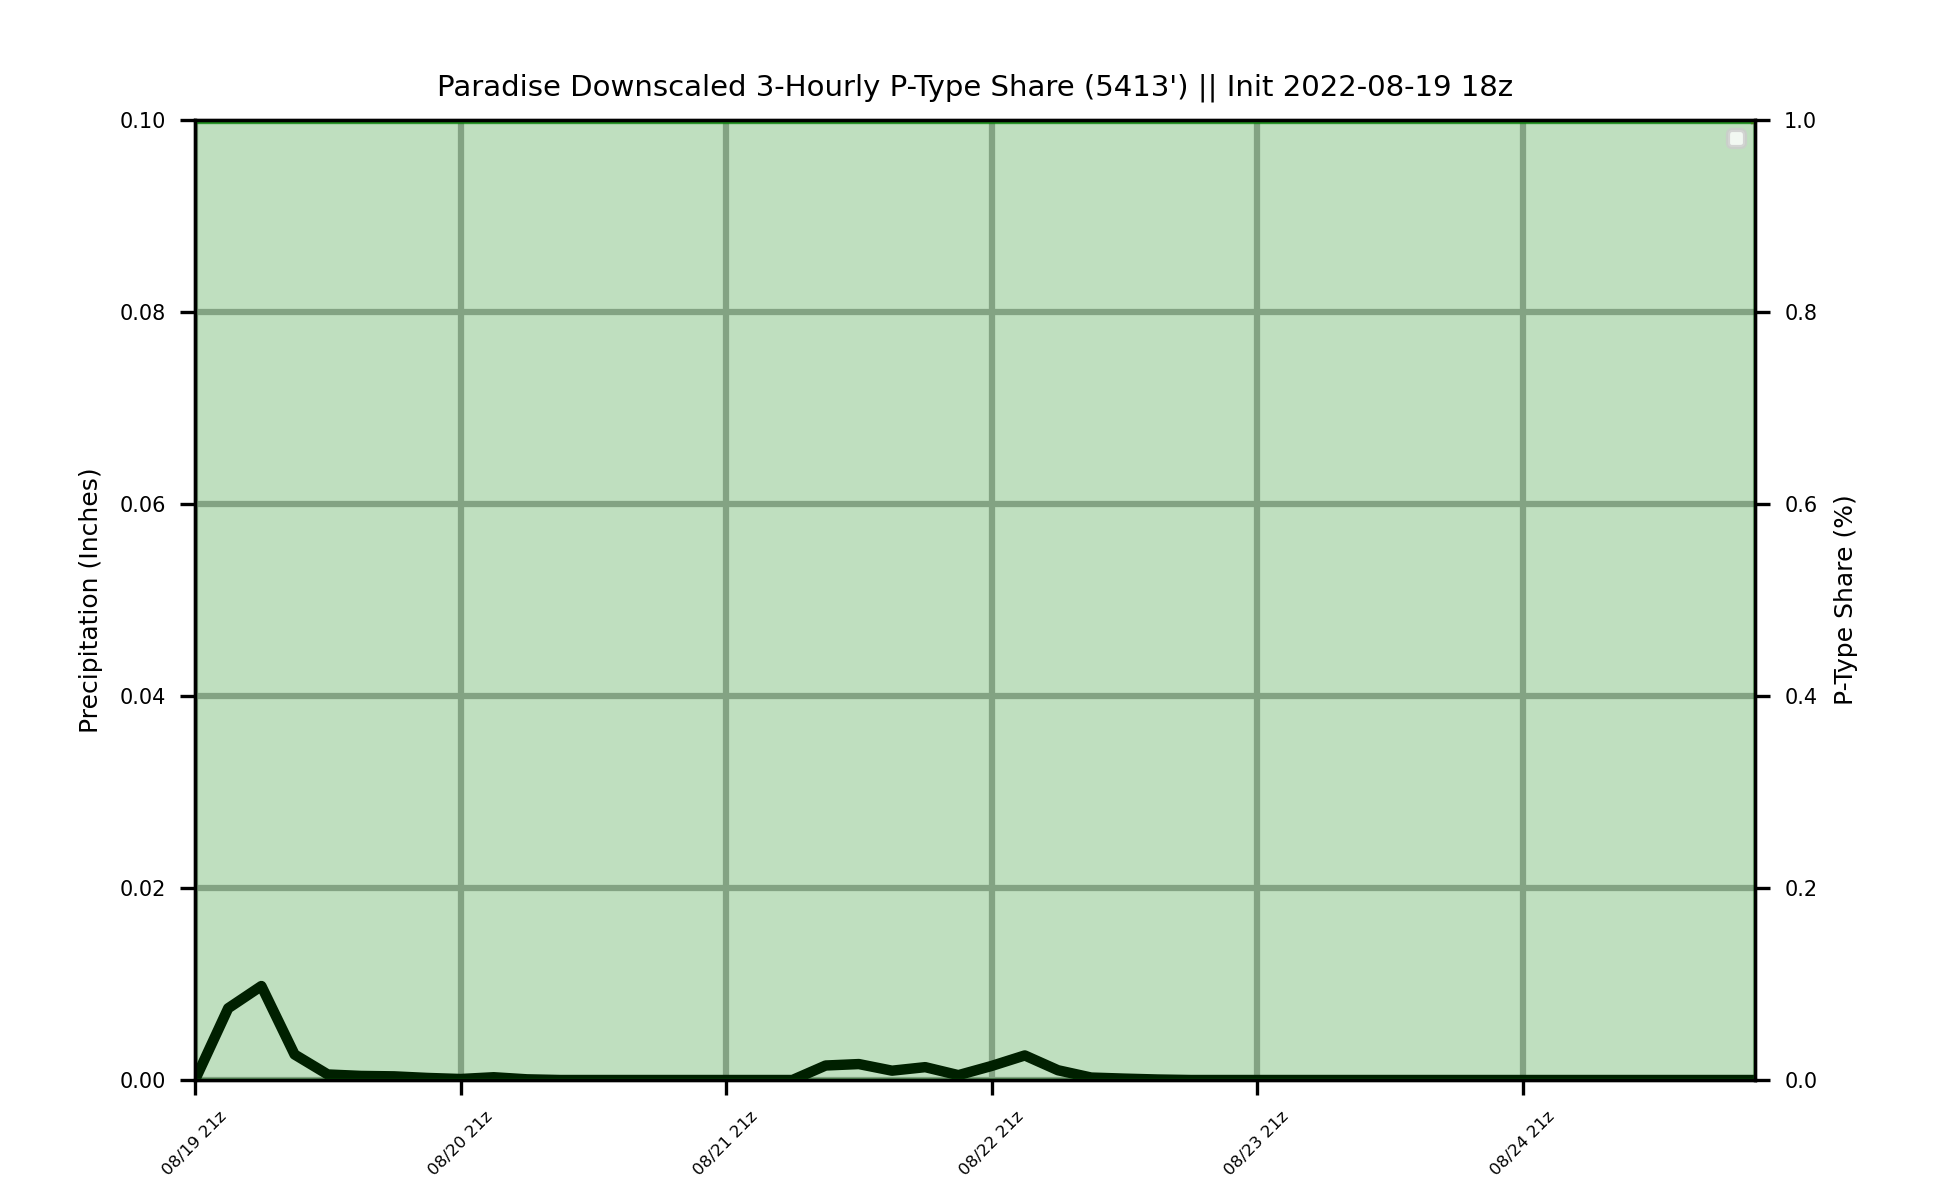 Paradise Downscaled 3-Hourly P-Type Share (5413') || Init 2022-08-19 18z
0.10
0.08
0.06
0.04
0.02
0.00
Precipitation (Inches)
1.0
0.8
0.6
0.4
0.2
0.0
P-Type Share (%)
08/19 21z
08/20 21z
08/21 21z
08/22 21z
08/23 21z
08/24 21z